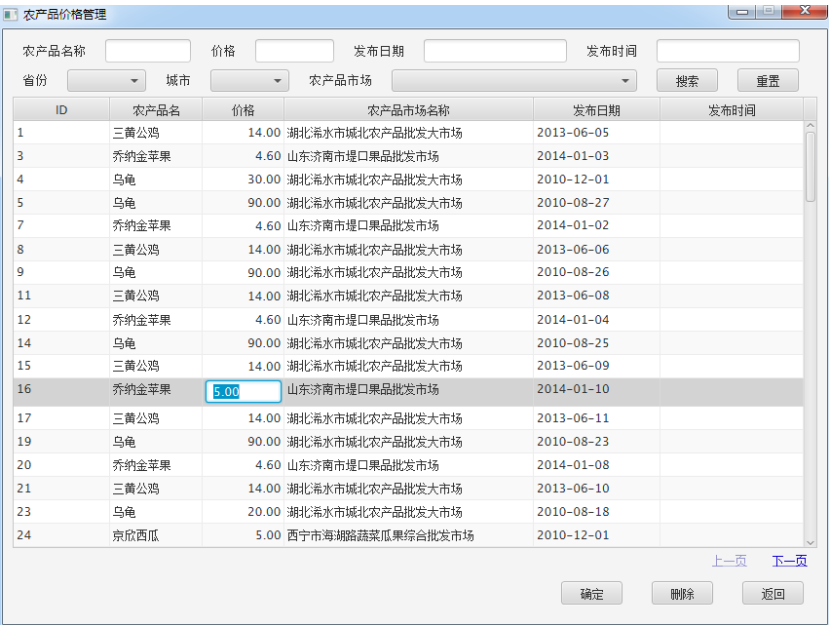 农产品价格管理
农产品名称 价格 发布日期 发布时间
省份 城市 农产品市场 搜索 重置
ID 农产品名 价格 农产品市场名称 发布日期 发布时间
1 三黄公鸡 14.00 湖北浠水市城北农产品批发大市场 2013-06-05
3 乔纳金苹果 4.60 山东济南市堤口果品批发市场 2014-01-03
4 乌龟 30.00 湖北浠水市城北农产品批发大市场 2010-12-01
5 乌龟 90.00 湖北浠水市城北农产品批发大市场 2010-08-27
7 乔纳金苹果 4.60 山东济南市堤口果品批发市场 2014-01-02
8 三黄公鸡 14.00 湖北浠水市城北农产品批发大市场 2013-06-06
9 乌龟 90.00 湖北浠水市城北农产品批发大市场 2010-08-26
11 三黄公鸡 14.00 湖北浠水市城北农产品批发大市场 2013-06-08
12 乔纳金苹果 4.60 山东济南市堤口果品批发市场 2014-01-04
14 乌龟 90.00 湖北浠水市城北农产品批发大市场 2010-08-25
15 三黄公鸡 14.00 湖北浠水市城北农产品批发大市场 2013-06-09
16 乔纳金苹果 5.00 山东济南市堤口果品批发市场 2014-01-10
17 三黄公鸡 14.00 湖北浠水市城北农产品批发大市场 2013-06-11
19 乌龟 90.00 湖北浠水市城北农产品批发大市场 2010-08-23
20 乔纳金苹果 4.60 山东济南市堤口果品批发市场 2014-01-08
21 三黄公鸡 14.00 湖北浠水市城北农产品批发大市场 2013-06-10
23 乌龟 20.00 湖北浠水市城北农产品批发大市场 2010-08-18
24 京欣西瓜 5.00 西宁市海湖路蔬菜瓜果综合批发市场 2010-12-01
上一页 下一页
确定 删除 返回